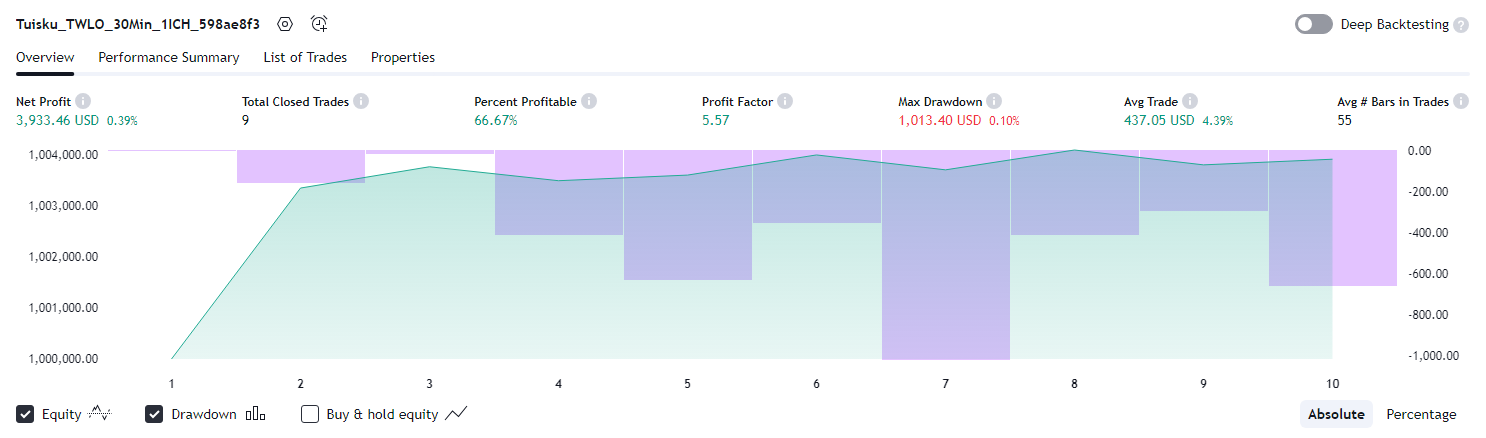 Tuisku_TWLO_30Min_1ICH_598ae8f3 Deep Backtesting ?
Overview Performance Summary List of Trades Properties
Net Profit Total Closed Trades Percent Profitable Profit Factor Max Drawdown Avg Trade Avg # Bars in Trades
3,933.46 USD 0.39% 9 66.67% 5.57 1,013.40 USD 0.10% 437.05 USD 4.39% 55
1,004,000.00 0.00
-200.00
1,003,000.00
-400.00
1,002,000.00
-600.00
1,001,000.00
-800.00
1,000,000.00 -1,000.00
1 2 3 4 5 6 7 8 9 10
Equity Drawdown Buy & hold equity Absolute Percentage